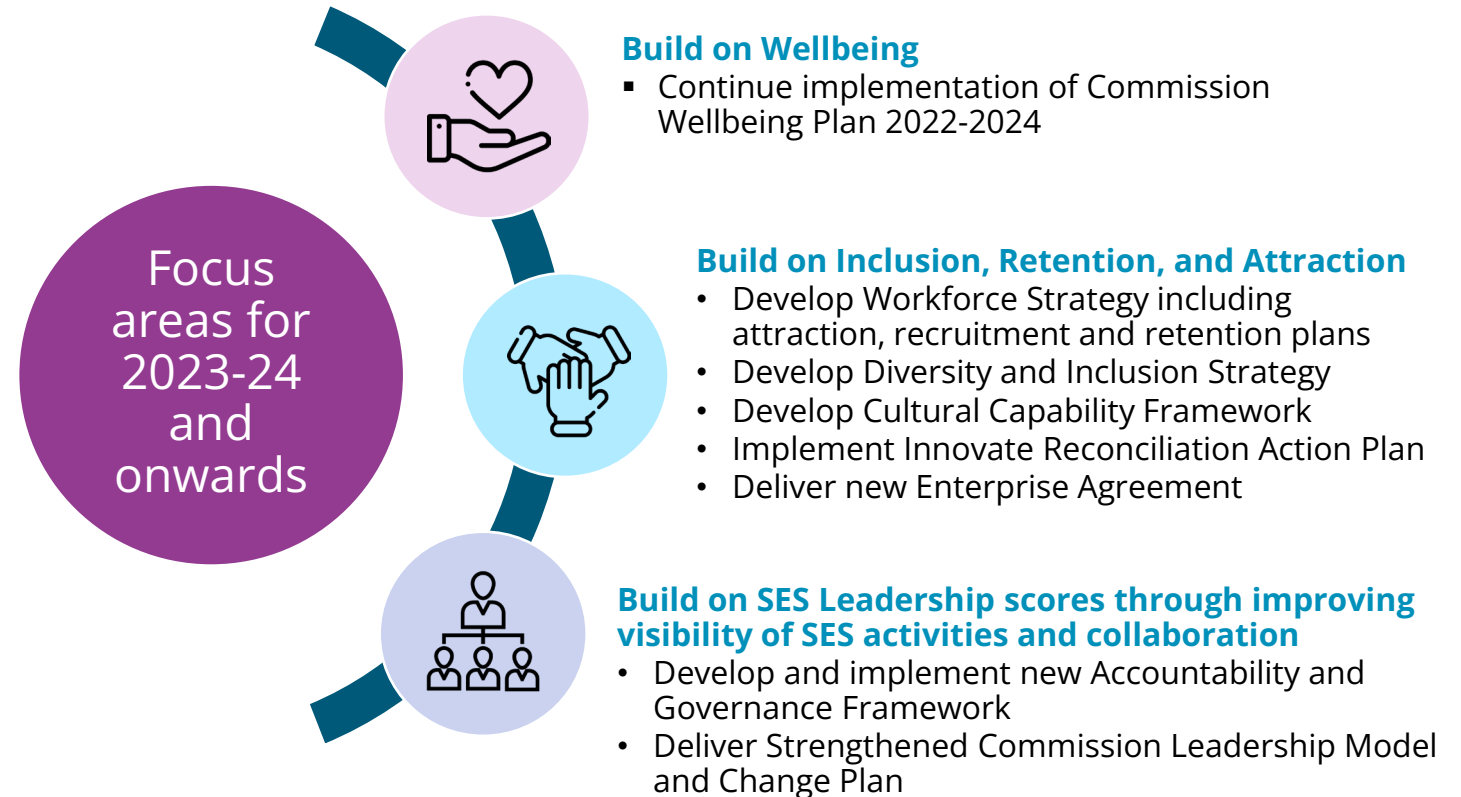 Focus
areas for
2023-24
and
onwards
Build on Wellbeing
▪ Continue implementation of Commission
Wellbeing Plan 2022-2024
Build on Inclusion, Retention, and Attraction
• Develop Workforce Strategy including
attraction, recruitment and retention plans
• Develop Diversity and Inclusion Strategy
• Develop Cultural Capability Framework
• Implement Innovate Reconciliation Action Plan
• Deliver new Enterprise Agreement
Build on SES Leadership scores through improving
visibility of SES activities and collaboration
• Develop and implement new Accountability and
Governance Framework
• Deliver Strengthened Commission Leadership Model
and Change Plan